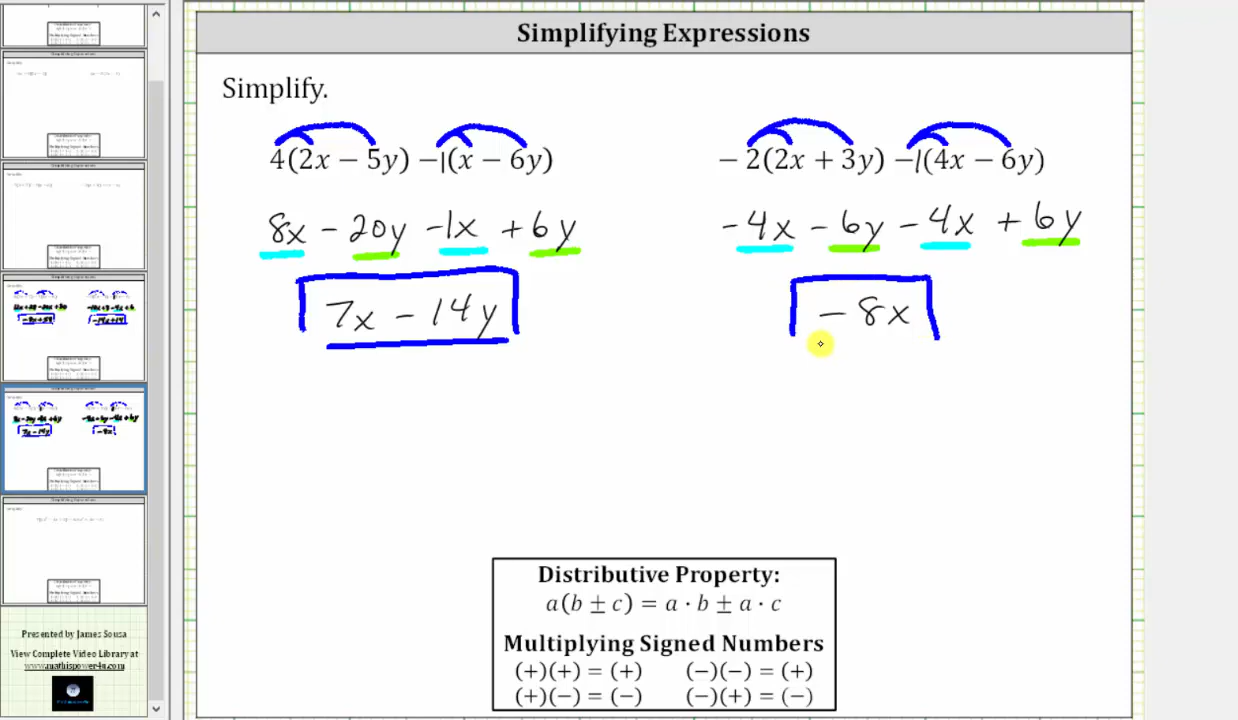 Simplifying Expressions
Simplify.
4(2x − 5y) −1(x − 6y)
8x − 20y −1x + 6y
7x − 14y
− 2(2x + 3y) −1(4x − 6y)
-4x − 6y − 4x + 6y
− 8x
Distributive Property:
a(b ± c) = a · b ± a · c
Multiplying Signed Numbers
(+)(+) = (+) (−)(−) = (+)
(+)(−) = (−) (−)(+) = (−)
Presented by James Sousa
View Complete Video Library at
www.mathispower4u.com